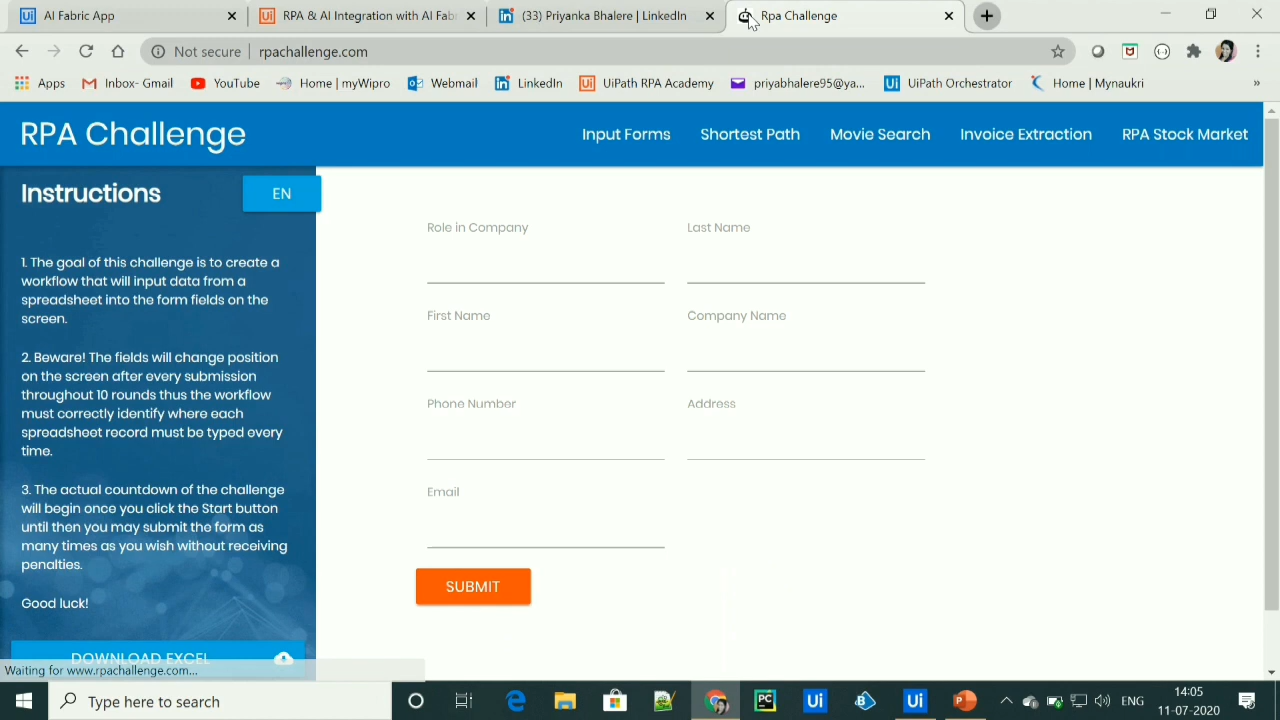 AI Fabric App
RPA & AI Integration with AI Fab
(33) Priyanka Bhalere | LinkedIn
Rpa Challenge
Not secure
rpachallenge.com
Apps
Inbox- Gmail
YouTube
Home | myWipro
Webmail
LinkedIn
UiPath RPA Academy
priyabhalere95@ya...
UiPath Orchestrator
Home | Mynaukri
RPA Challenge
Input Forms
Shortest Path
Movie Search
Invoice Extraction
RPA Stock Market
Instructions
EN
1. The goal of this challenge is to create a
workflow that will input data from a
spreadsheet into the form fields on the
screen.
2. Beware! The fields will change position
on the screen after every submission
throughout 10 rounds thus the workflow
must correctly identify where each
spreadsheet record must be typed every
time.
3. The actual countdown of the challenge
will begin once you click the Start button
until then you may submit the form as
many times as you wish without receiving
penalties.
Good luck!
DOWNLOAD EXCEL
Waiting for www.rpachallenge.com...
Role in Company
Last Name
First Name
Company Name
Phone Number
Address
Email
SUBMIT
Type here to search
ENG
14:05
11-07-2020